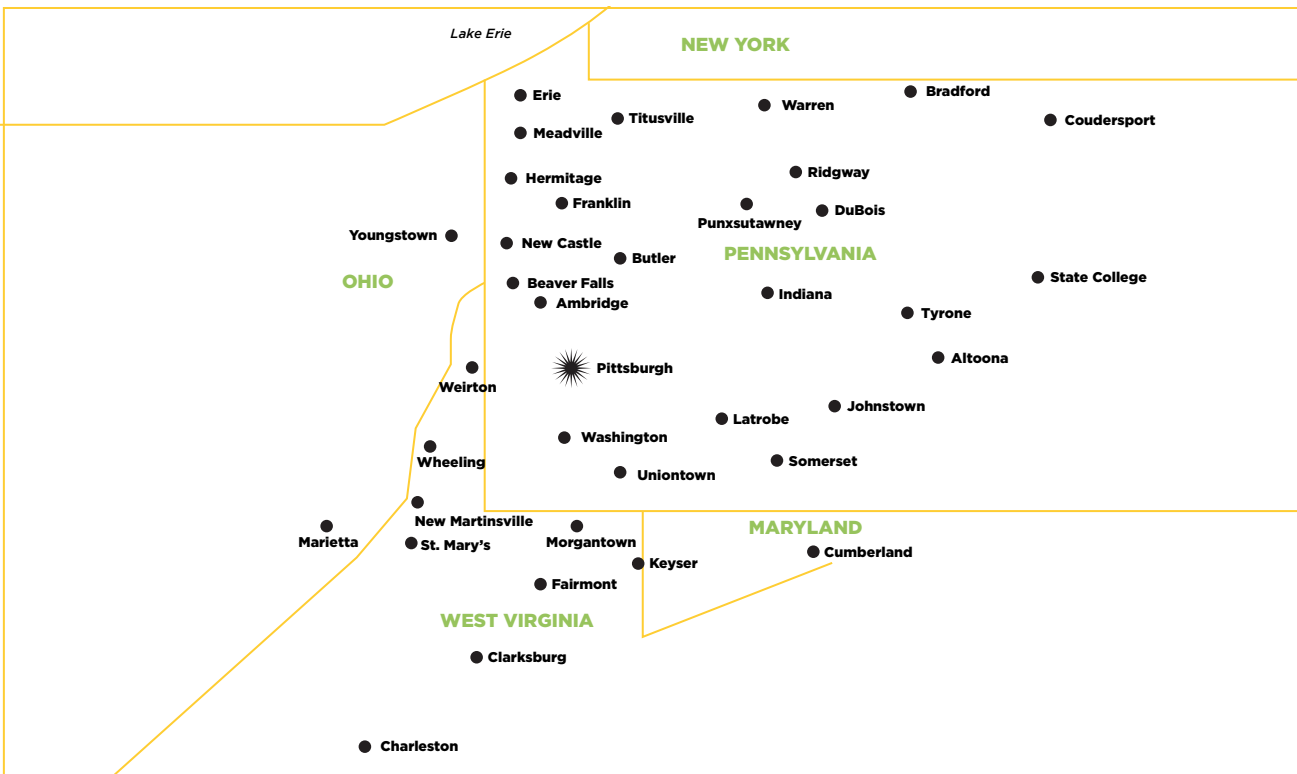 Lake Erie
NEW YORK
Erie
Bradford
Warren
Titusville
Coudersport
Meadville
Ridgway
Hermitage
Franklin
DuBois
Punxsutawney
Youngstown
New Castle
PENNSYLVANIA
Butler
State College
OHIO
Beaver Falls
Indiana
Ambridge
Tyrone
Altoona
Pittsburgh
Weirton
Johnstown
Latrobe
Washington
Wheeling
Somerset
Uniontown
New Martinsville
MARYLAND
Marietta
St. Mary’s
Morgantown
Cumberland
Keyser
Fairmont
WEST VIRGINIA
Clarksburg
Charleston